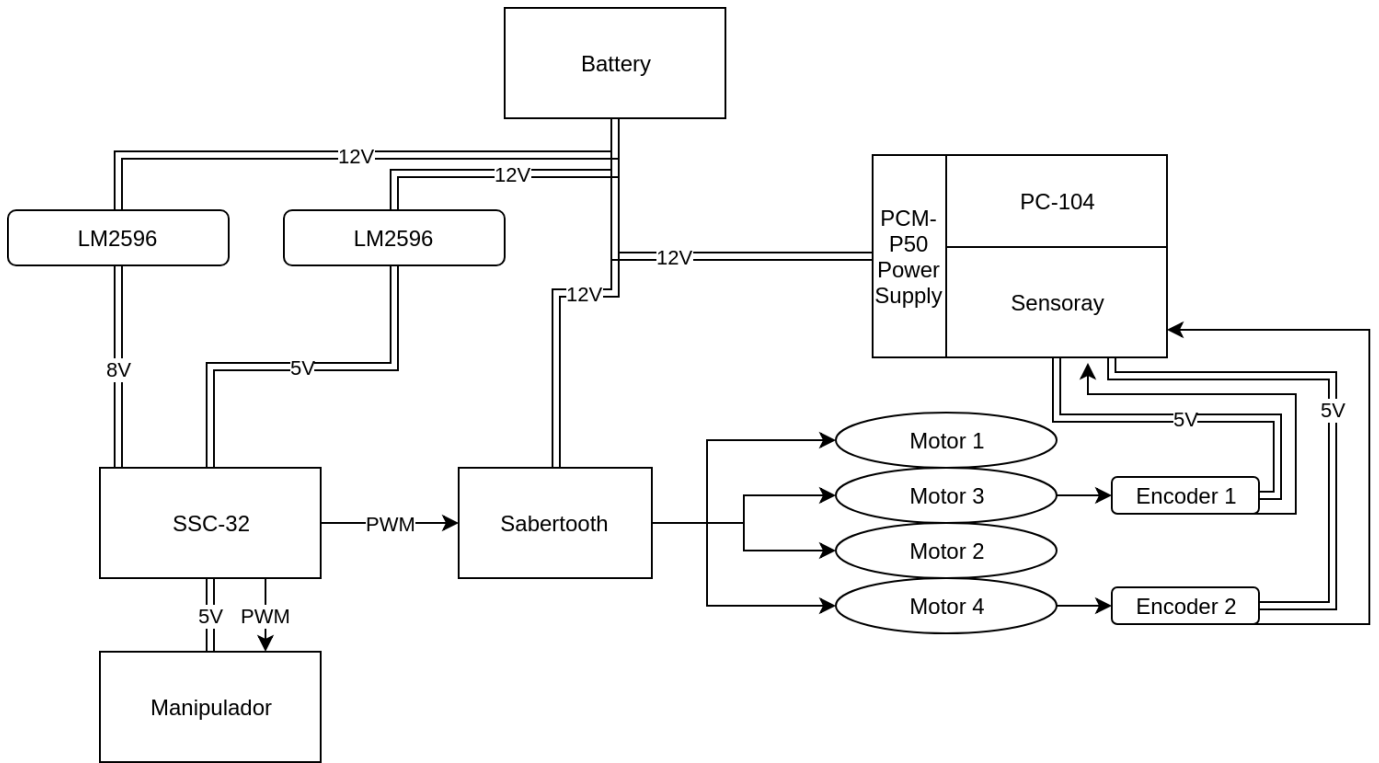 Battery
12V
12V
LM2596
LM2596
12V
12V
PCM-
P50
Power
Supply
PC-104
Sensoray
8V
5V
5V
5V
Motor 1
Motor 3
Encoder 1
SSC-32
PWM
Sabertooth
Motor 2
Motor 4
Encoder 2
5V
PWM
Manipulador